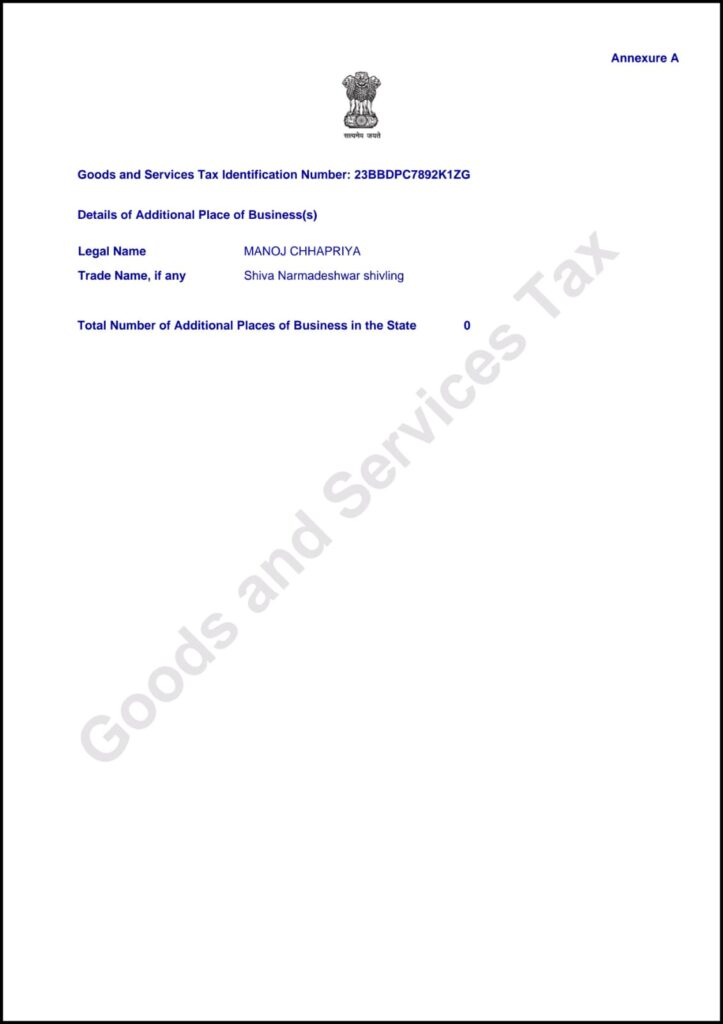 Annexure A
सत्यमेव जयते
Goods and Services Tax Identification Number: 23BBDPC7892K1ZG
Details of Additional Place of Business(s)
Legal Name MANOJ CHHAPRIYA
Trade Name, if any Shiva Narmadeshwar shivling
Total Number of Additional Places of Business in the State 0
Goods and Services Tax